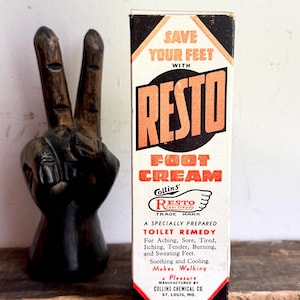 SAVE
YOUR FEET
WITH
RESTO
FOOT
CREAM
Collins'
RESTO
TRADE MARK
A SPECIALLY PREPARED
TOILET REMEDY
For Aching, Sore, Tired,
Itching, Tender, Burning,
and Sweating Feet.
Soothing and Cooling.
Makes Walking
a Pleasure
MANUFACTURED BY
COLLINS CHEMICAL CO.
ST. LOUIS, MO.